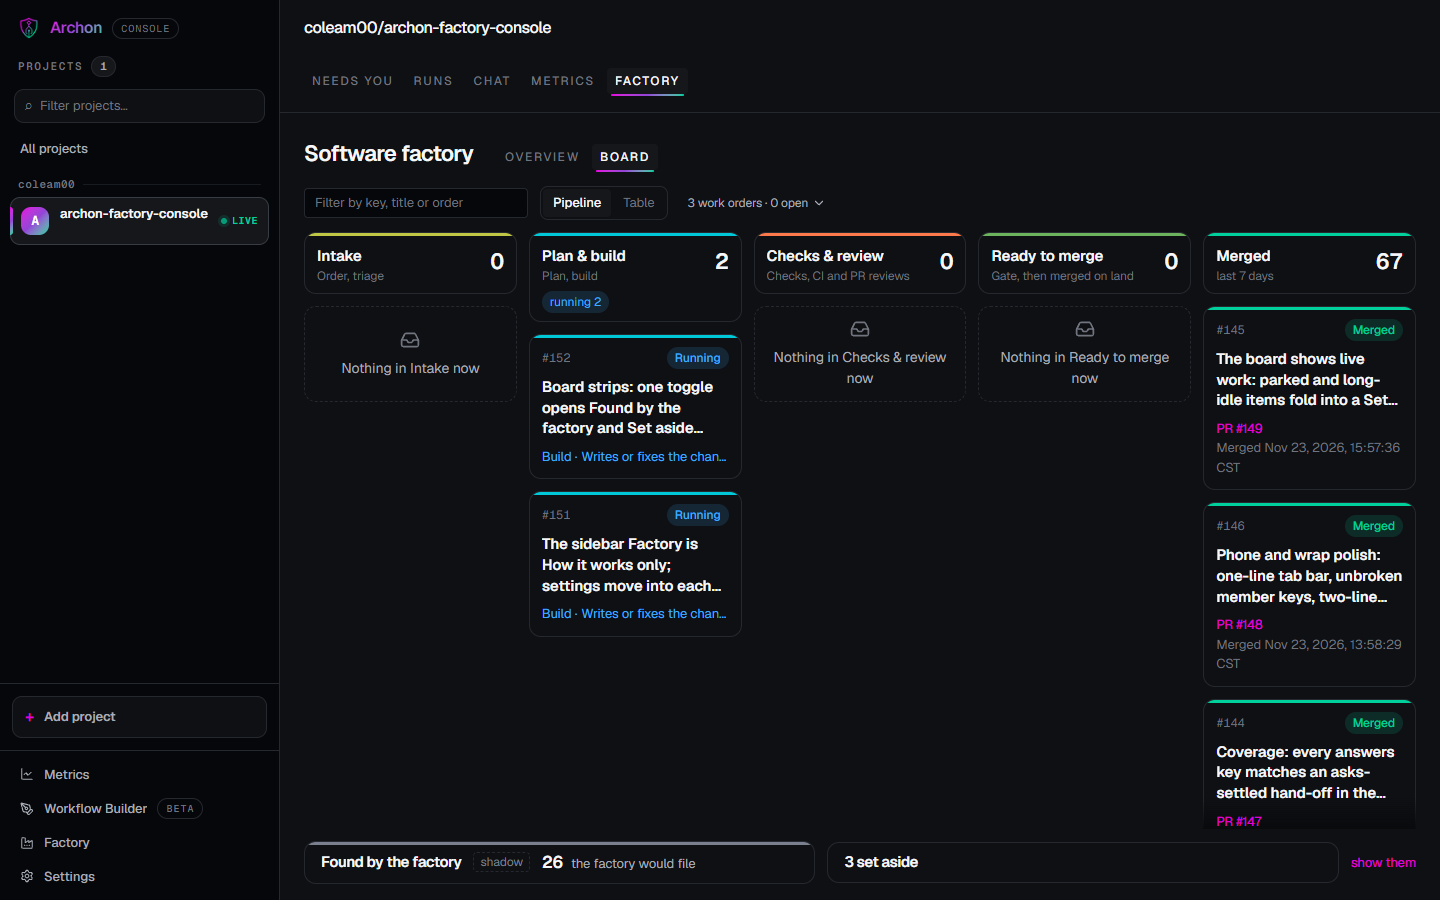 Archon CONSOLE
PROJECTS 1
Filter projects...
All projects
coleam00
A archon-factory-console LIVE
+ Add project
Metrics
Workflow Builder BETA
Factory
Settings
coleam00/archon-factory-console
NEEDS YOU RUNS CHAT METRICS FACTORY
Software factory OVERVIEW BOARD
Filter by key, title or order Pipeline Table 3 work orders · 0 open
Intake 0
Order, triage
Nothing in Intake now
Plan & build 2
Plan, build
running 2
#152 Running
Board strips: one toggle
opens Found by the
factory and Set aside...
Build · Writes or fixes the chan...
#151 Running
The sidebar Factory is
How it works only;
settings move into each...
Build · Writes or fixes the chan...
Checks & review 0
Checks, CI and PR reviews
Nothing in Checks & review
now
Ready to merge 0
Gate, then merged on land
Nothing in Ready to merge
now
Merged 67
last 7 days
#145 Merged
The board shows live
work: parked and long-
idle items fold into a Set...
PR #149
Merged Nov 23, 2026, 15:57:36
CST
#146 Merged
Phone and wrap polish:
one-line tab bar, unbroken
member keys, two-line...
PR #148
Merged Nov 23, 2026, 13:58:29
CST
#144 Merged
Coverage: every answers
key matches an asks-
settled hand-off in the...
PR #147
Found by the factory shadow 26 the factory would file
3 set aside show them